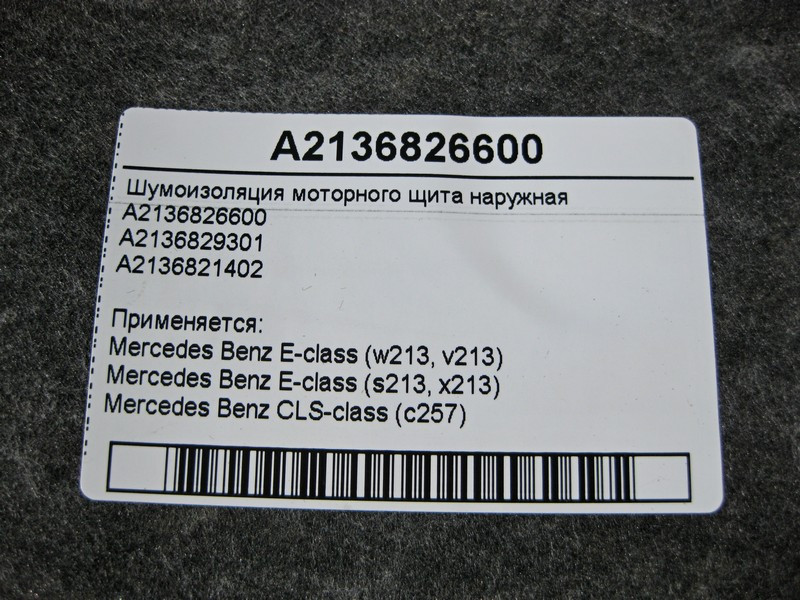 A2136826600
Шумоизоляция моторного щита наружная
A2136826600
A2136829301
A2136821402
Применяется:
Mercedes Benz E-class (w213, v213)
Mercedes Benz E-class (s213, x213)
Mercedes Benz CLS-class (c257)